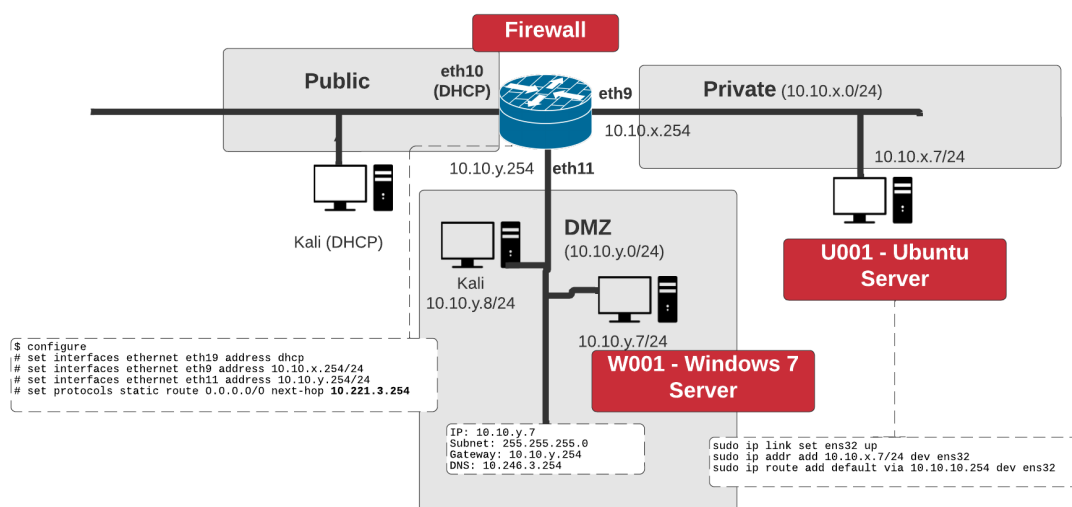 Firewall
Public
eth10
(DHCP)
eth9
Private (10.10.x.0/24)
10.10.x.254
10.10.x.7/24
10.10.y.254
eth11
Kali (DHCP)
DMZ
(10.10.y.0/24)
Kali
10.10.y.8/24
10.10.y.7/24
U001 - Ubuntu
Server
W001 - Windows 7
Server
$ configure
# set interfaces ethernet eth19 address dhcp
# set interfaces ethernet eth9 address 10.10.x.254/24
# set interfaces ethernet eth11 address 10.10.y.254/24
# set protocols static route 0.0.0.0/0 next-hop 10.221.3.254
IP: 10.10.y.7
Subnet: 255.255.255.0
Gateway: 10.10.y.254
DNS: 10.246.3.254
sudo ip link set ens32 up
sudo ip addr add 10.10.x.7/24 dev ens32
sudo ip route add default via 10.10.10.254 dev ens32